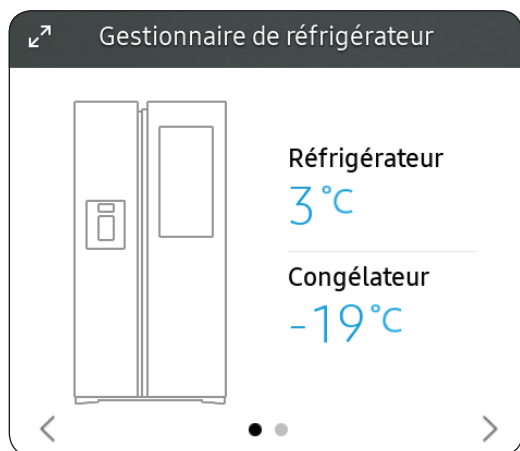 Gestionnaire de réfrigérateur
Réfrigérateur
3°C
Congélateur
-19°C